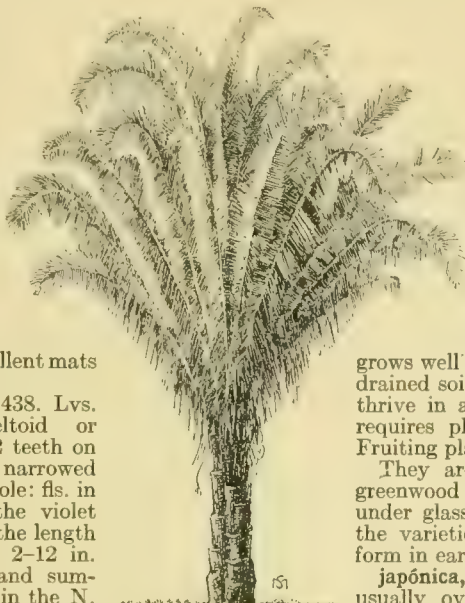 llent mats
438. Lvs.
eltoid or
teeth on
narrowed
ole: fls. in
the violet
the length
2-12 in.
and sum-
in the N.
grows well
drained soi
thrive in a
requires pl
Fruiting pla
They ar
greenwood
under glass
the varietie
form in ear
japónica,
usually ov